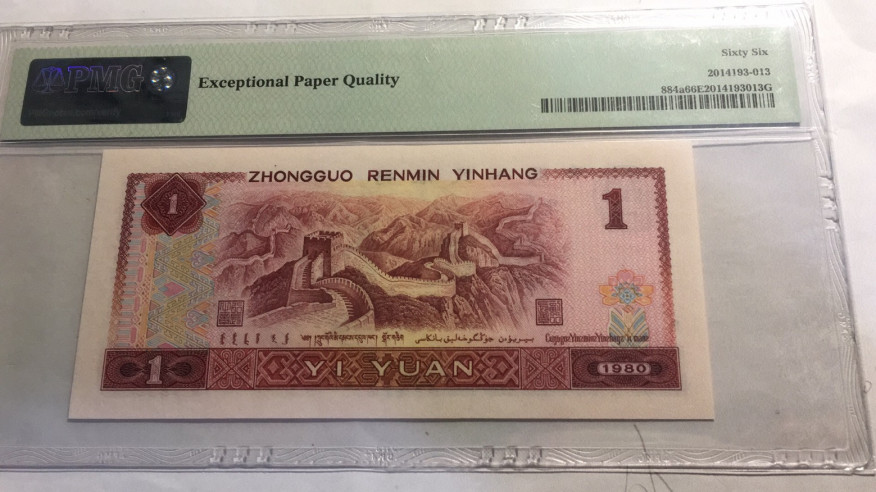 PMG
Exceptional Paper Quality
Sixty Six
2014193-013
884a66E2014193013G
ZHONGGUO RENMIN YINHANG
1
1
1
YI YUAN
1980